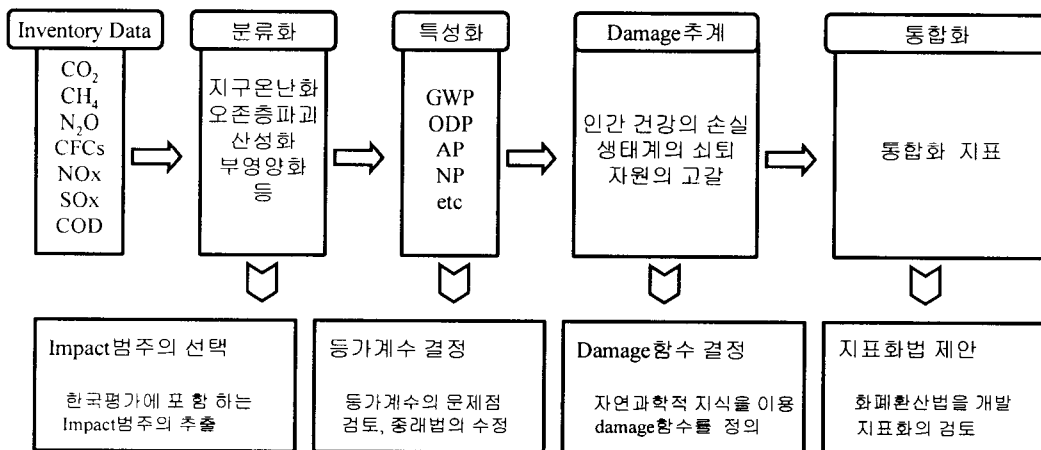 Inventory Data
CO₂
CH₄
N₂O
CFCs
NOx
SOx
COD
분류화
지구온난화
오존층파괴
산성화
부영양화
등
특성화
GWP
ODP
AP
NP
etc
Damage추계
인간 건강의 손실
생태계의 쇠퇴
자원의 고갈
통합화
통합화 지표
Impact범주의 선택
한국평가에 포 함 하는
Impact범주의 추출
등가계수 결정
등가계수의 문제점
검토, 종래법의 수정
Damage함수 결정
자연과학적 지식을 이용
damage함수를 정의
지표화법 제안
화폐환산법을 개발
지표화의 검토